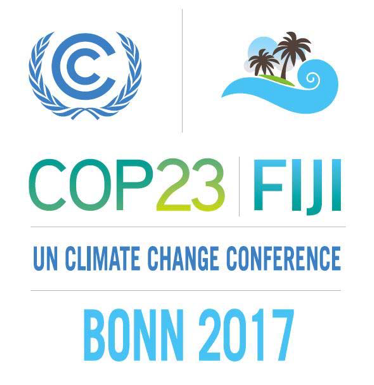 COP23 FIJI
UN CLIMATE CHANGE CONFERENCE
BONN 2017